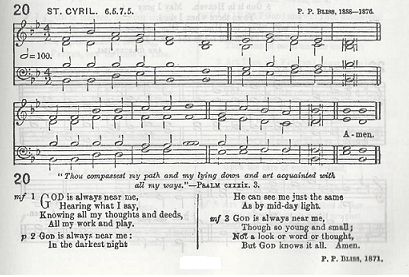 20 ST. CYRIL. 6.5.7.5. P. P. BLISS, 1838–1876.
=100.
A - men.
20
"Thou compassest my path and my lying down and art acquainted with
all my ways."—PSALM CXXXIX. 3.
mf 1 GOD is always near me,
Hearing what I say,
Knowing all my thoughts and deeds,
All my work and play.
p 2 GOD is always near me:
In the darkest night
He can see me just the same
As by mid-day light.
mf 3 GOD is always near me,
Though so young and small;
Not a look or word or thought,
But GOD knows it all. Amen.
P. P. BLISS, 1871.